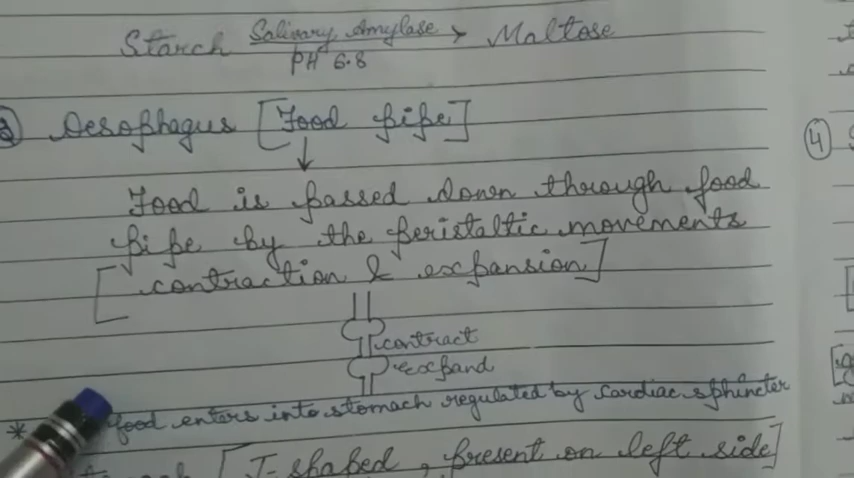 Starch Salivary Amylase → Maltose
pH 6.8
Oesophagus [Food pipe]
↓
Food is passed down through food
pipe by the peristaltic movements
[contraction & expansion]
contract
expand
* food enters into stomach regulated by cardiac sphincter
[J-shaped, present on left side]
4